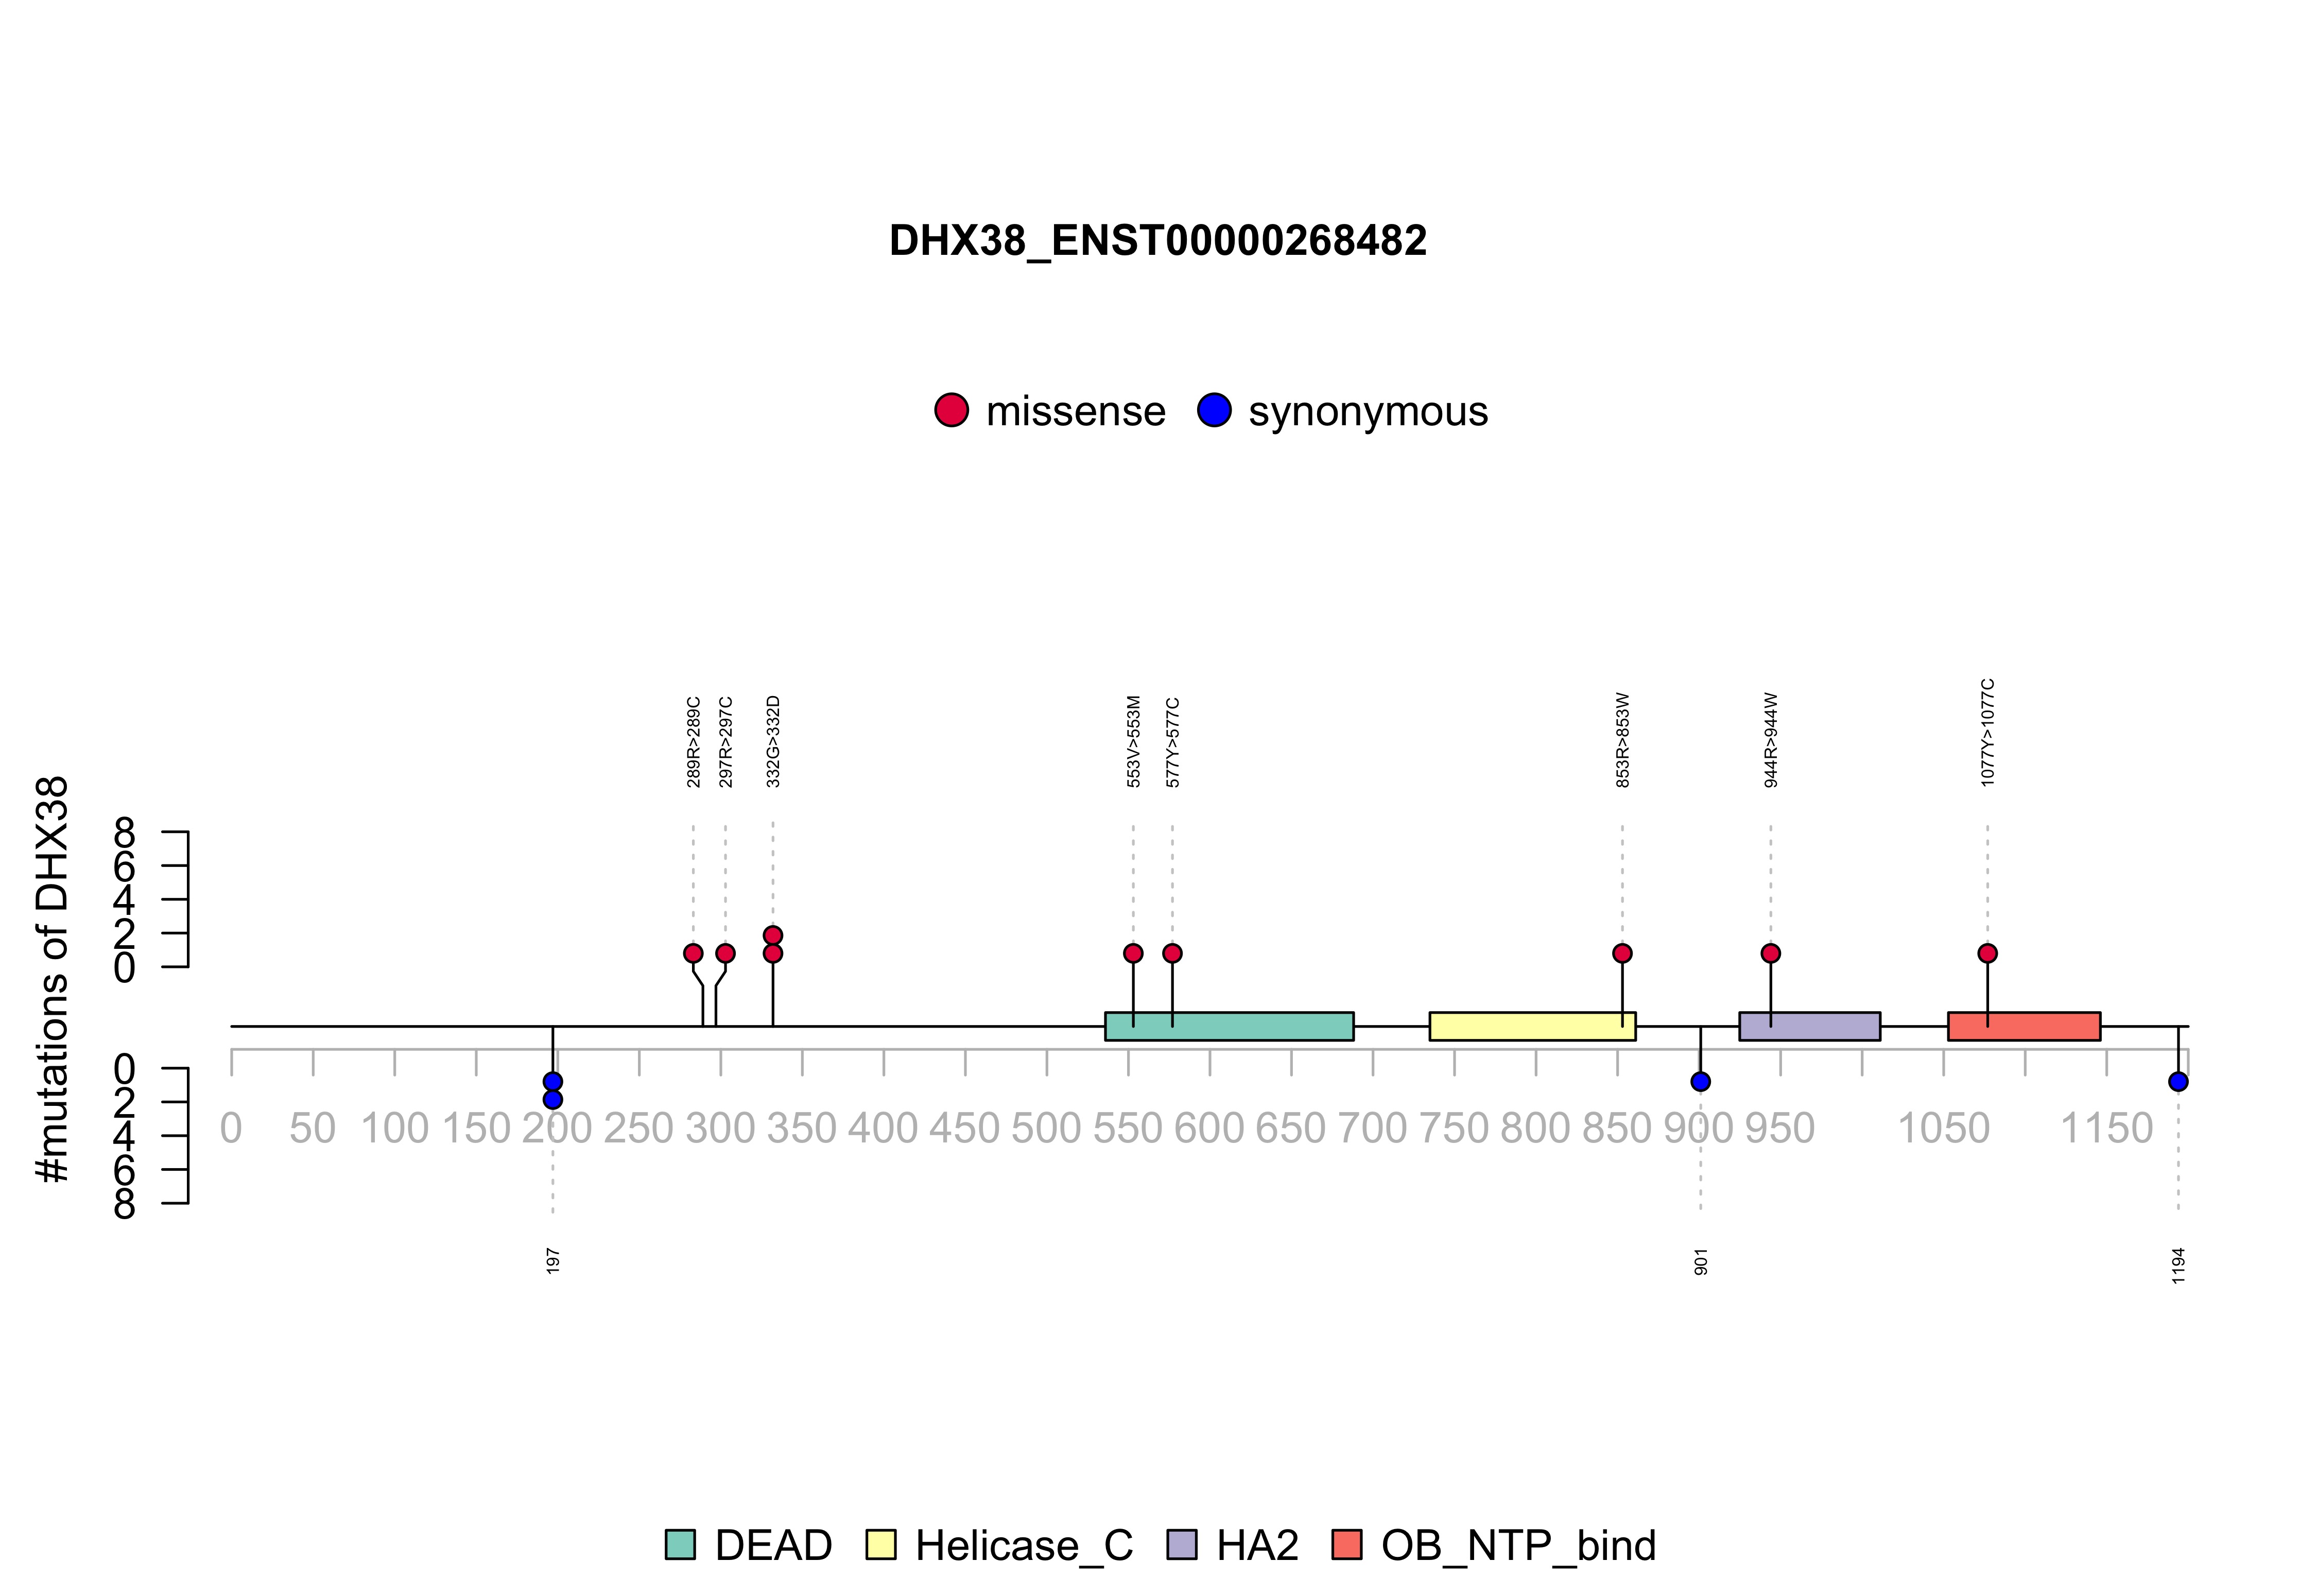 DHX38_ENST00000268482
missense synonymous
289R>289C
297R>297C
332G>332D
553V>553M
577Y>577C
853R>853W
944R>944W
1077Y>1077C
#mutations of DHX38
8
6
4
2
0
0
2
4
6
8
0 50 100 150 200 250 300 350 400 450 500 550 600 650 700 750 800 850 900 950 1050 1150
197
901
1194
DEAD Helicase_C HA2 OB_NTP_bind